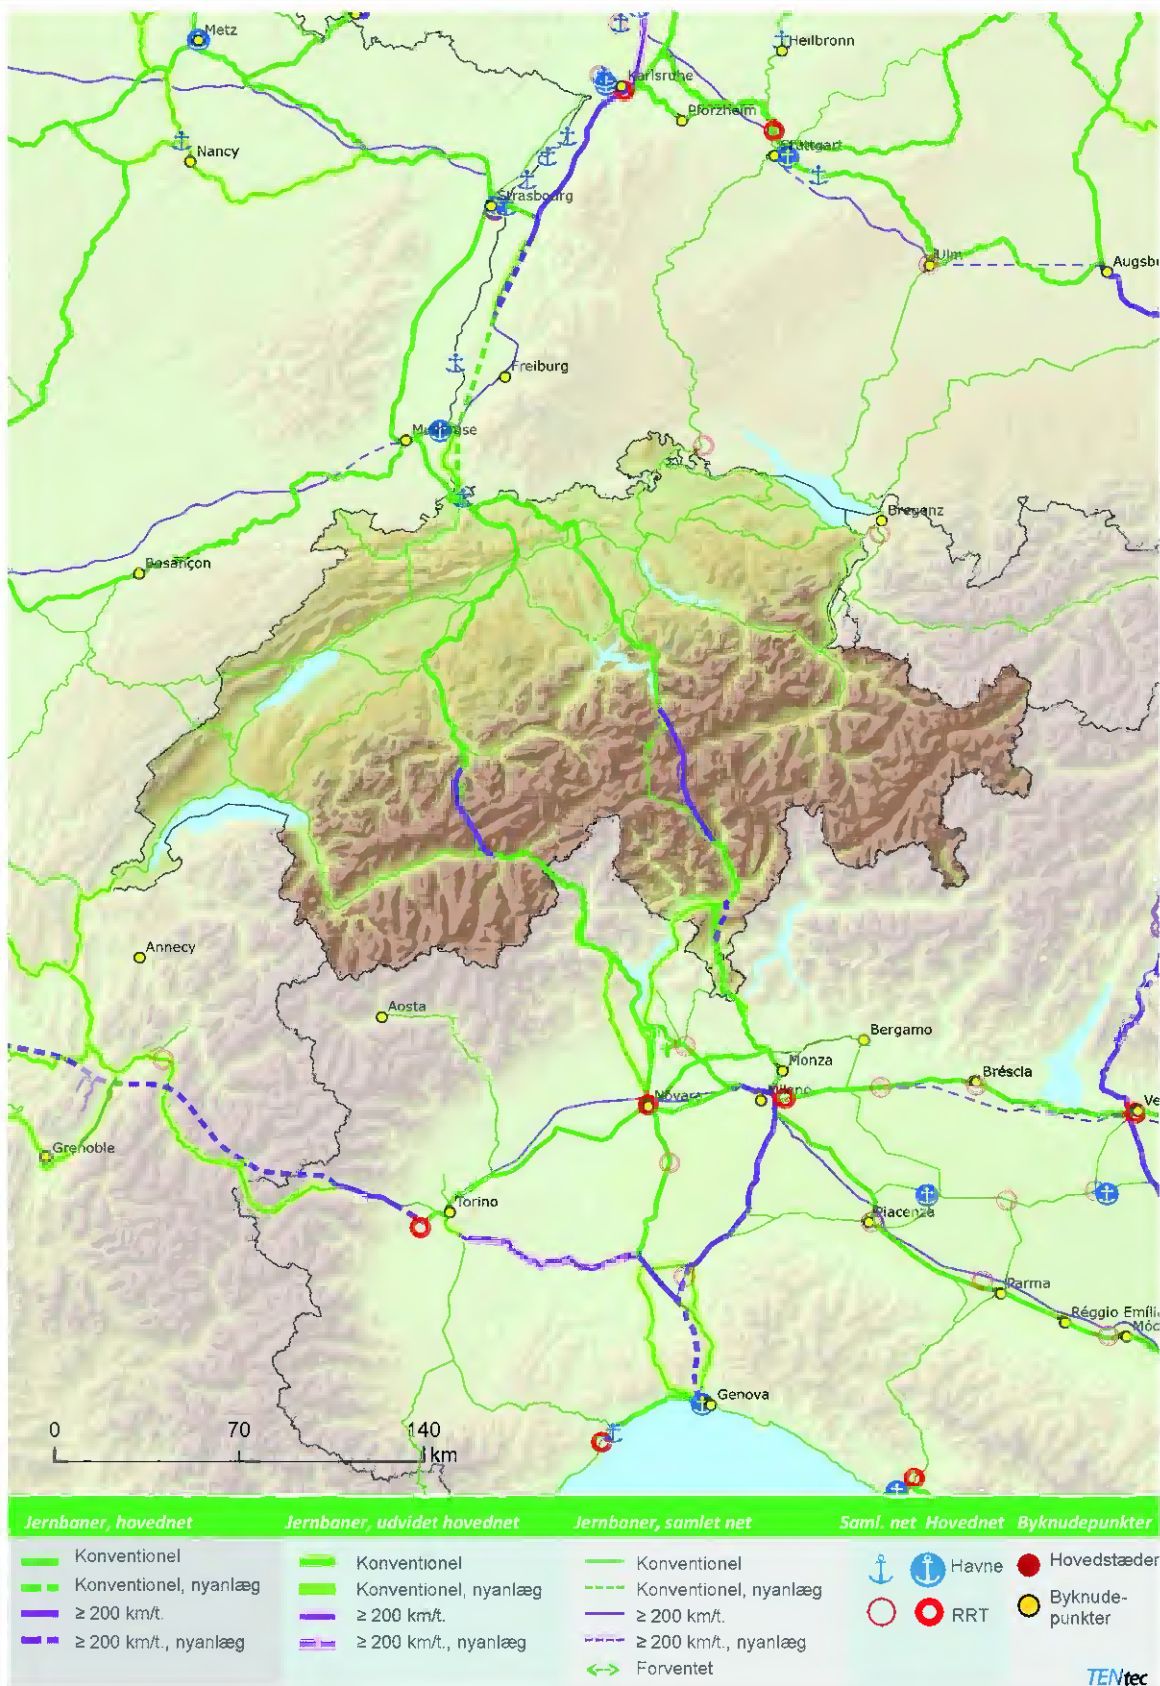 Metz
Heilbronn
Karlsruhe
Pforzheim
Nancy
Stuttgart
Strasbourg
Ulm
Augsbu
Freiburg
Bregenz
Besançon
Annecy
Aosta
Bergamo
Monza
Bréscia
Novara
Milano
Ve
Grenoble
Torino
Piacenza
Parma
Réggio Emília
Genova
0 70 140
km
Jernbaner, hovednet Jernbaner, udvidet hovednet Jernbaner, samlet net Saml. net Hovednet Byknudepunkter
Konventionel Konventionel Konventionel Havne Hovedstæder
Konventionel, nyanlæg Konventionel, nyanlæg Konventionel, nyanlæg
≥ 200 km/t. ≥ 200 km/t. ≥ 200 km/t. RRT Byknude-
punkter
≥ 200 km/t., nyanlæg ≥ 200 km/t., nyanlæg ≥ 200 km/t., nyanlæg
Forventet
TENtec